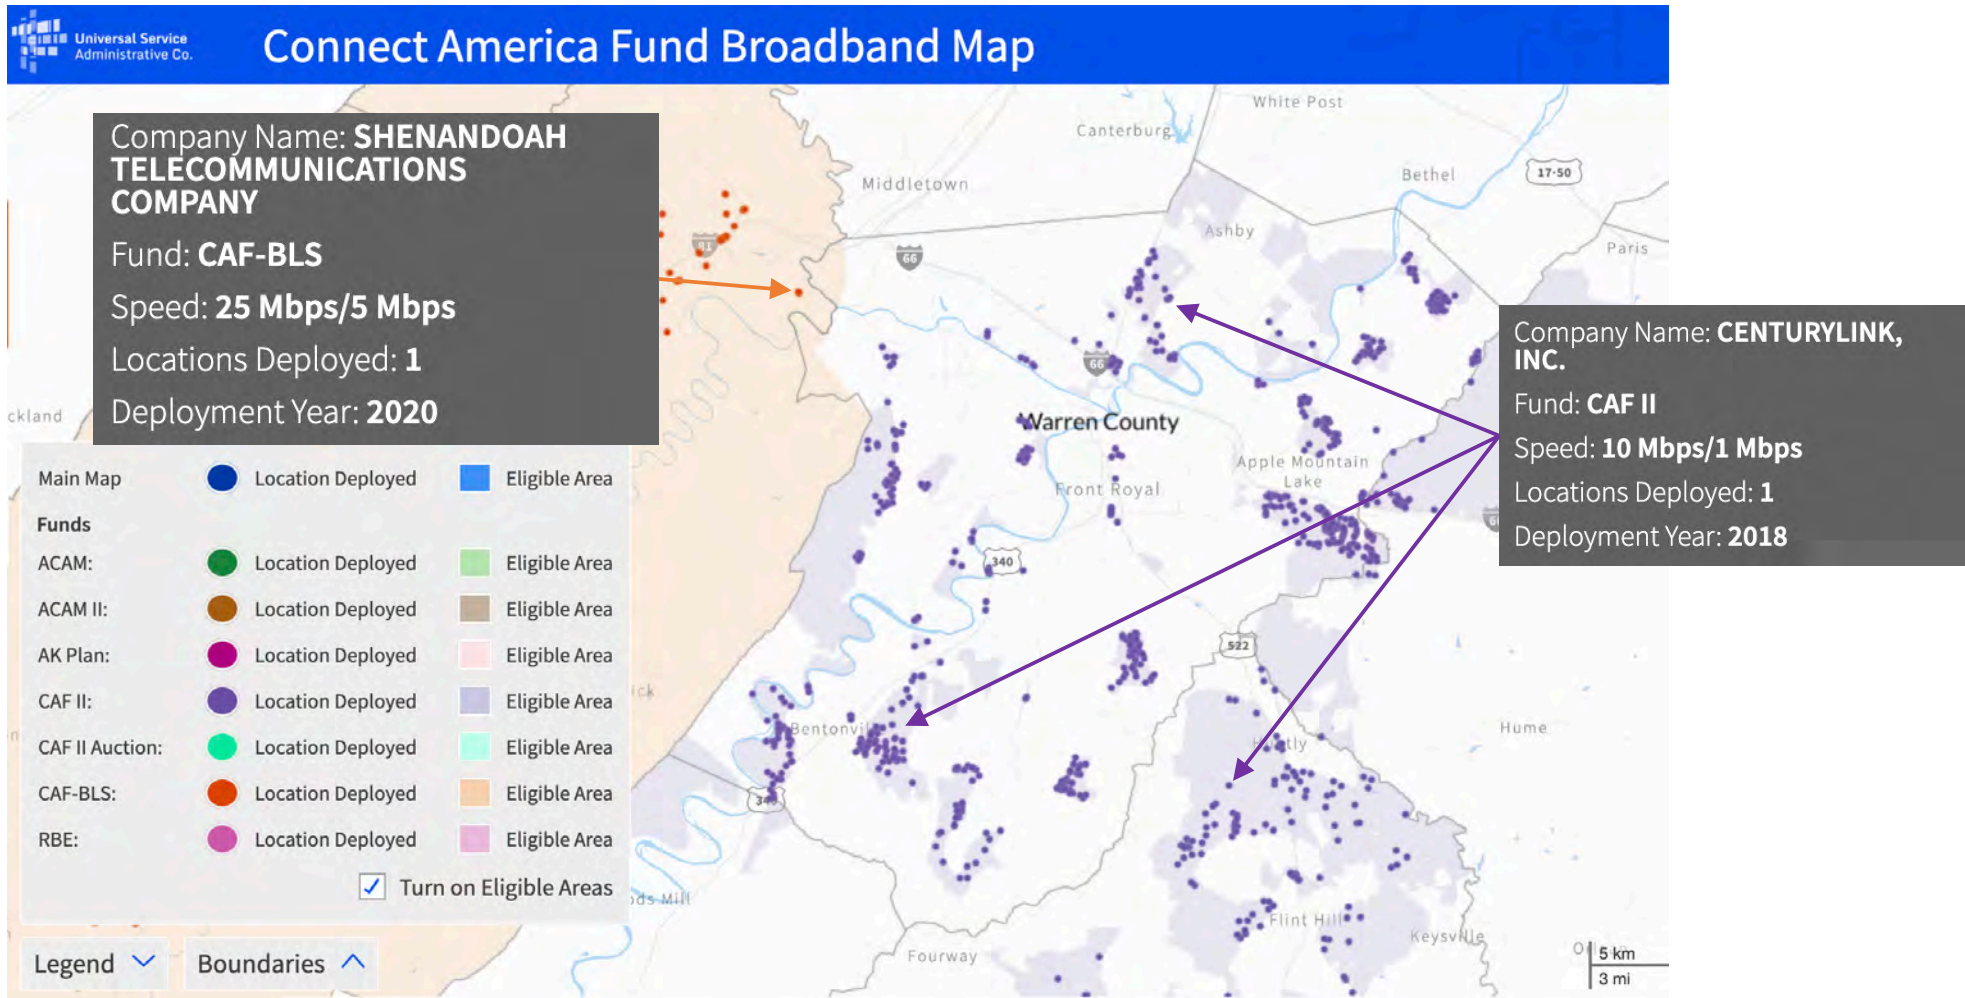 Universal Service
Administrative Co.
Connect America Fund Broadband Map
Company Name: SHENANDOAH
TELECOMMUNICATIONS
COMPANY
Fund: CAF-BLS
Speed: 25 Mbps/5 Mbps
Locations Deployed: 1
Deployment Year: 2020
White Post
Canterburg
Middletown
Bethel
17-50
Ashby
Paris
81
66
66
Warren County
Apple Mountain
Lake
Front Royal
340
522
Bentonvil
Hume
340
Flint Hill
Keysville
Fourway
ckland
ick
ods Mill
Company Name: CENTURYLINK,
INC.
Fund: CAF II
Speed: 10 Mbps/1 Mbps
Locations Deployed: 1
Deployment Year: 2018
Main Map Location Deployed Eligible Area
Funds
ACAM: Location Deployed Eligible Area
ACAM II: Location Deployed Eligible Area
AK Plan: Location Deployed Eligible Area
CAF II: Location Deployed Eligible Area
CAF II Auction: Location Deployed Eligible Area
CAF-BLS: Location Deployed Eligible Area
RBE: Location Deployed Eligible Area
Turn on Eligible Areas
Legend
Boundaries
5 km
3 mi